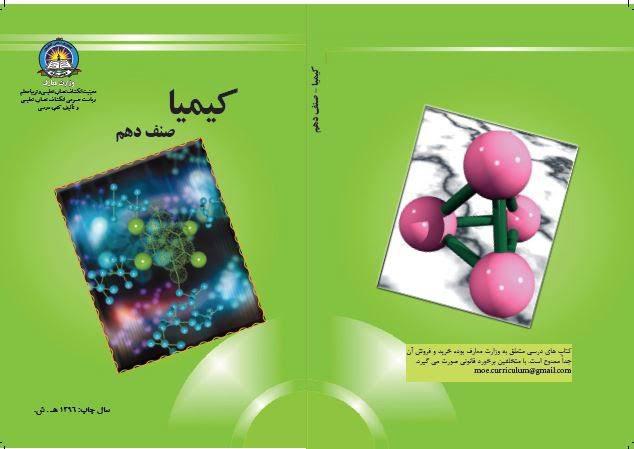 وزارت معارف
معینیت انکشاف نصاب تعلیمی و تربیه معلم
ریاست عمومی انکشاف نصاب تعلیمی
و تألیف کتب درسی
کیمیا
صنف دهم
سال چاپ: ۱۳۹۶ هـ . ش.
کیمیا - صنف دهم
کتاب های درسی متعلق به وزارت معارف بوده خرید و فروش آن
جداً ممنوع است. با متخلفین برخورد قانونی صورت می گیرد.
moe.curriculum@gmail.com